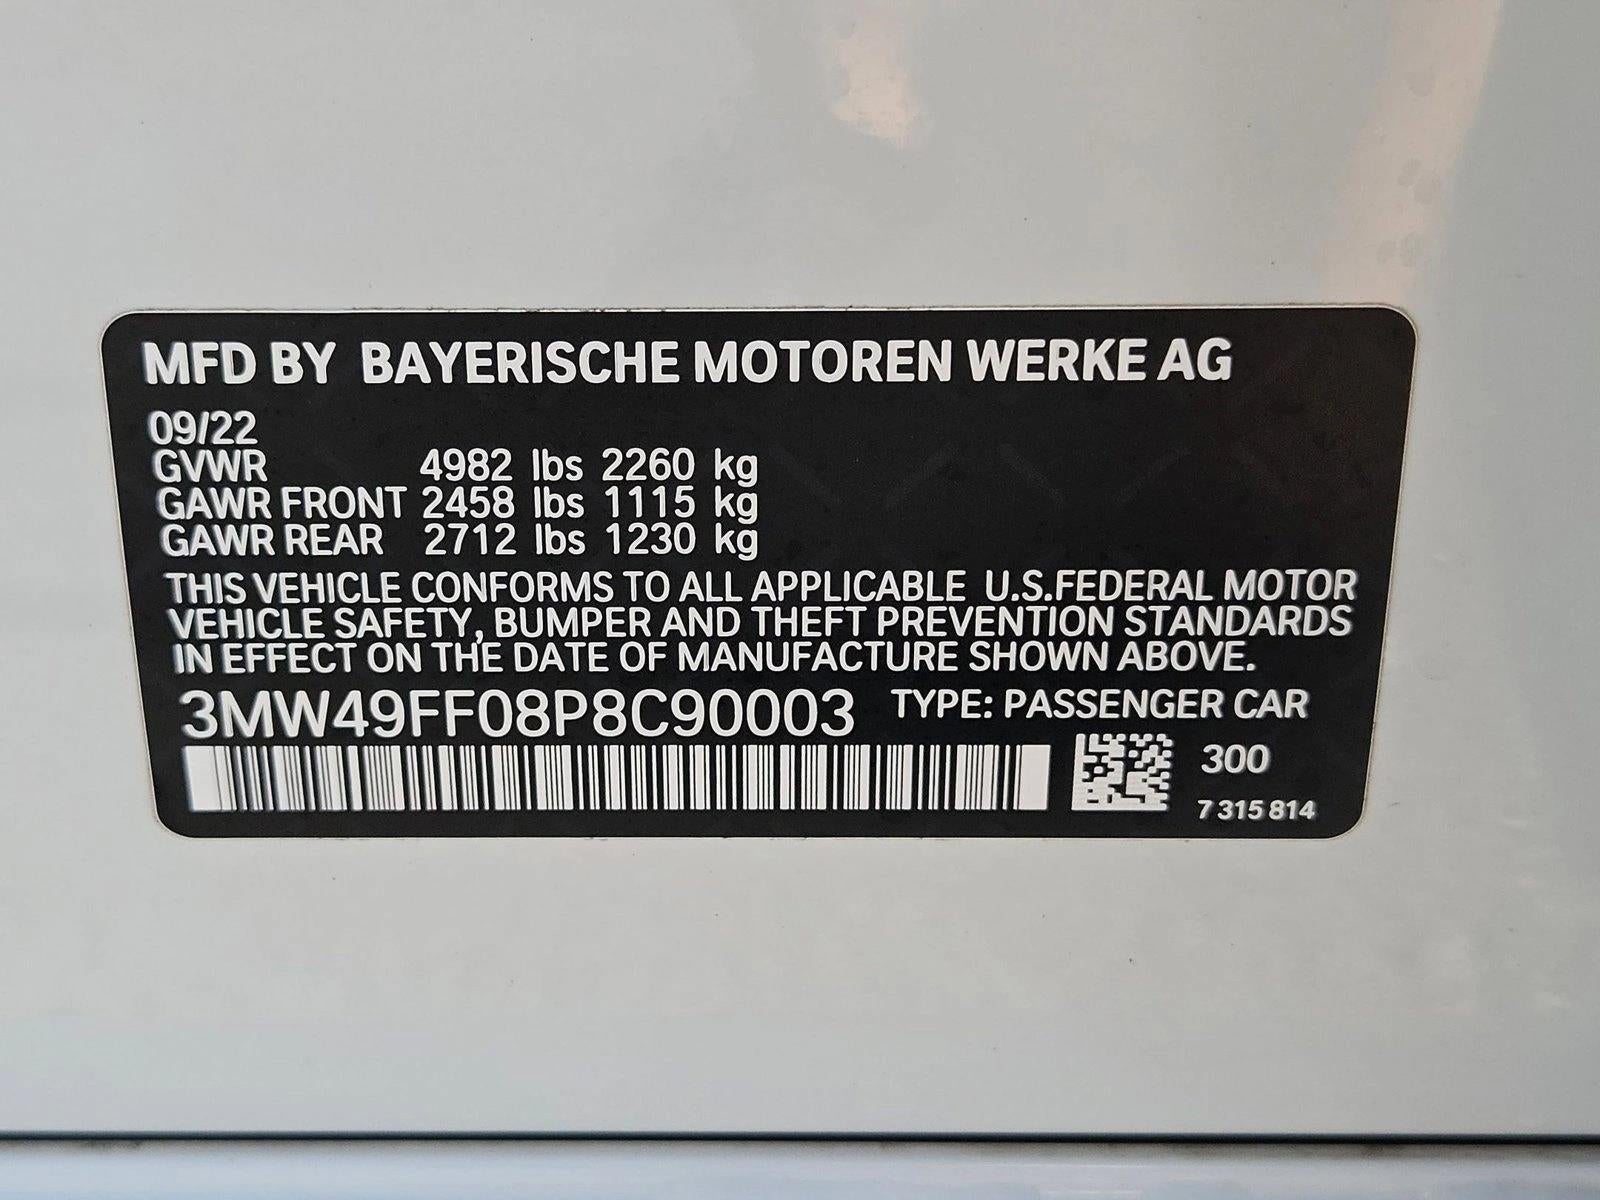 MFD BY BAYERISCHE MOTOREN WERKE AG
09/22
GVWR 4982 lbs 2260 kg
GAWR FRONT 2458 lbs 1115 kg
GAWR REAR 2712 lbs 1230 kg
THIS VEHICLE CONFORMS TO ALL APPLICABLE U.S.FEDERAL MOTOR
VEHICLE SAFETY, BUMPER AND THEFT PREVENTION STANDARDS
IN EFFECT ON THE DATE OF MANUFACTURE SHOWN ABOVE.
3MW49FF08P8C90003 TYPE: PASSENGER CAR
300
7 315 814